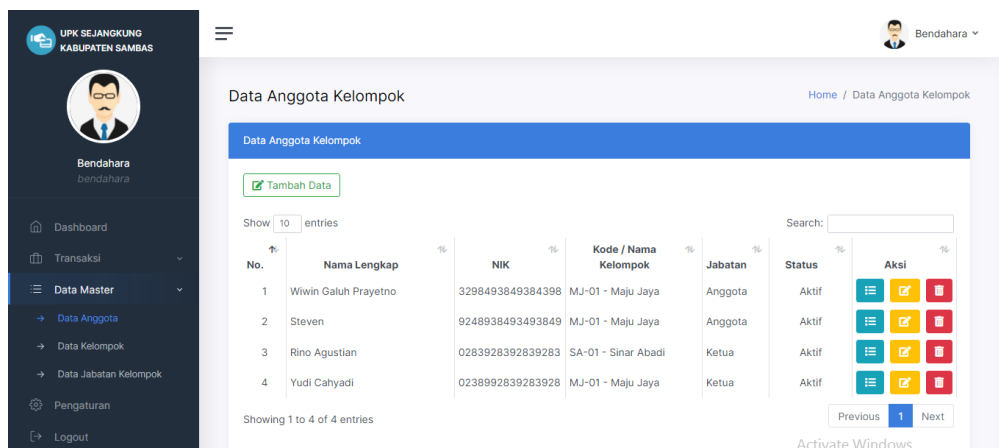 UPK SEJANGKUNG
KABUPATEN SAMBAS
Bendahara
Bendahara
bendahara
Dashboard
Transaksi
Data Master
Data Anggota
Data Kelompok
Data Jabatan Kelompok
Pengaturan
Logout
Data Anggota Kelompok
Home / Data Anggota Kelompok
Data Anggota Kelompok
Tambah Data
Show 10 entries
Search:
No. Nama Lengkap NIK Kode / Nama Kelompok Jabatan Status Aksi
1 Wiwin Galuh Prayetno 3298493849384398 MJ-01 - Maju Jaya Anggota Aktif
2 Steven 9248938493493849 MJ-01 - Maju Jaya Anggota Aktif
3 Rino Agustian 0283928392839283 SA-01 - Sinar Abadi Ketua Aktif
4 Yudi Cahyadi 0238992839283928 MJ-01 - Maju Jaya Ketua Aktif
Showing 1 to 4 of 4 entries
Previous 1 Next
Activate Windows